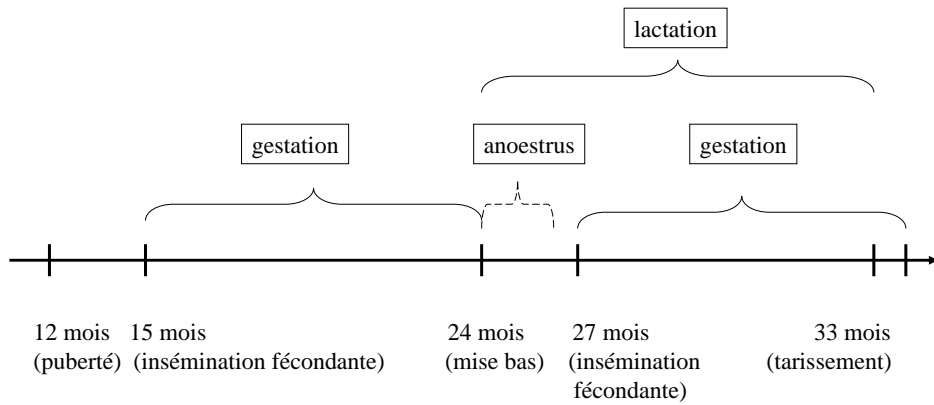 lactation
gestation
anoestrus
gestation
12 mois
(puberté)
15 mois
(insémination fécondante)
24 mois
(mise bas)
27 mois
(insémination
fécondante)
33 mois
(tarissement)